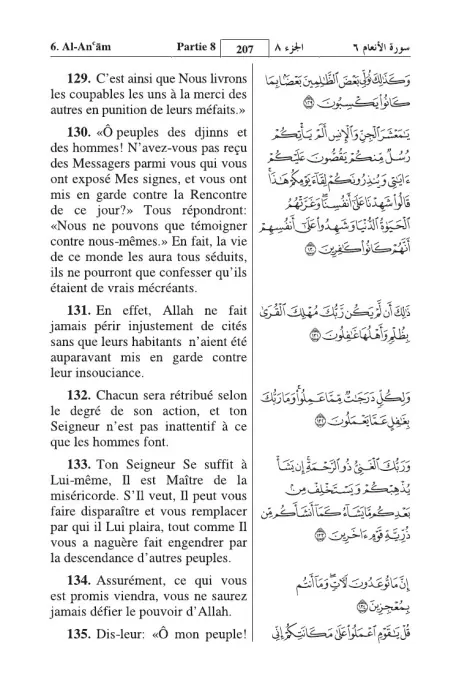 6. Al-Anᶜām Partie 8 207 الجزء ٨ سورة الأنعام ٦
129. C’est ainsi que Nous livrons
les coupables les uns à la merci des
autres en punition de leurs méfaits.»
130. «Ô peuples des djinns et
des hommes! N’avez-vous pas reçu
des Messagers parmi vous qui vous
ont exposé Mes signes, et vous ont
mis en garde contre la Rencontre
de ce jour?» Tous répondront:
«Nous ne pouvons que témoigner
contre nous-mêmes.» En fait, la vie
de ce monde les aura tous séduits,
ils ne pourront que confesser qu’ils
étaient de vrais mécréants.
131. En effet, Allah ne fait
jamais périr injustement de cités
sans que leurs habitants n’aient été
auparavant mis en garde contre
leur insouciance.
132. Chacun sera rétribué selon
le degré de son action, et ton
Seigneur n’est pas inattentif à ce
que les hommes font.
133. Ton Seigneur Se suffit à
Lui-même, Il est Maître de la
miséricorde. S’Il veut, Il peut vous
faire disparaître et vous remplacer
par qui il Lui plaira, tout comme Il
vous a naguère fait engendrer par
la descendance d’autres peuples.
134. Assurément, ce qui vous
est promis viendra, vous ne saurez
jamais défier le pouvoir d’Allah.
135. Dis-leur: «Ô mon peuple!
وَكَذَٰلِكَ نُوَلِّي بَعْضَ ٱلظَّٰلِمِينَ بَعْضًۢا بِمَا
كَانُوا۟ يَكْسِبُونَ ١٢٩
يَٰمَعْشَرَ ٱلْجِنِّ وَٱلْإِنسِ أَلَمْ يَأْتِكُمْ
رُسُلٌ مِّنكُمْ يَقُصُّونَ عَلَيْكُمْ
ءَايَٰتِي وَيُنذِرُونَكُمْ لِقَآءَ يَوْمِكُمْ هَٰذَا
قَالُوا۟ شَهِدْنَا عَلَىٰٓ أَنفُسِنَا وَغَرَّتْهُمُ
ٱلْحَيَوٰةُ ٱلدُّنْيَا وَشَهِدُوا۟ عَلَىٰٓ أَنفُسِهِمْ
أَنَّهُمْ كَانُوا۟ كَٰفِرِينَ ١٣٠
ذَٰلِكَ أَن لَّمْ يَكُن رَّبُّكَ مُهْلِكَ ٱلْقُرَىٰ
بِظُلْمٍ وَأَهْلُهَا غَٰفِلُونَ ١٣١
وَلِكُلٍّ دَرَجَٰتٌ مِّمَّا عَمِلُوا۟ وَمَا رَبُّكَ
بِغَٰفِلٍ عَمَّا يَعْمَلُونَ ١٣٢
وَرَبُّكَ ٱلْغَنِيُّ ذُو ٱلرَّحْمَةِ إِن يَشَأْ
يُذْهِبْكُمْ وَيَسْتَخْلِفْ مِنۢ
بَعْدِكُم مَّا يَشَآءُ كَمَآ أَنشَأَكُم مِّن
ذُرِّيَّةِ قَوْمٍ ءَاخَرِينَ ١٣٣
إِنَّ مَا تُوعَدُونَ لَءَاتٍ وَمَآ أَنتُم
بِمُعْجِزِينَ ١٣٤
قُلْ يَٰقَوْمِ ٱعْمَلُوا۟ عَلَىٰ مَكَانَتِكُمْ إِنِّي